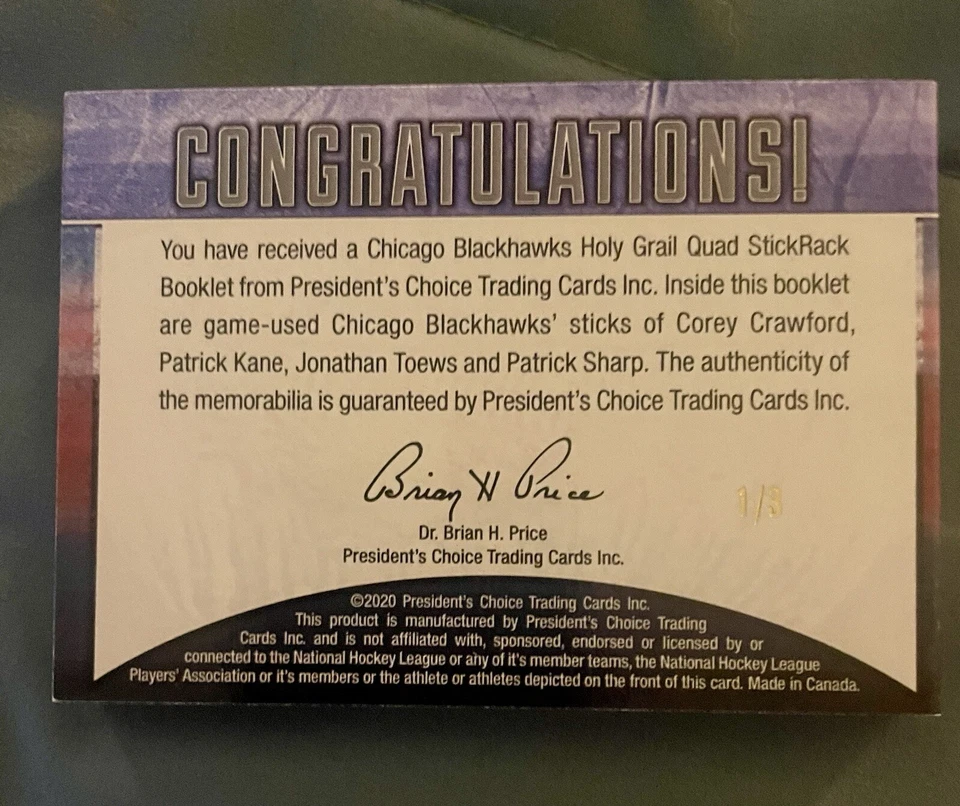 CONGRATULATIONS!
You have received a Chicago Blackhawks Holy Grail Quad StickRack
Booklet from President's Choice Trading Cards Inc. Inside this booklet
are game-used Chicago Blackhawks' sticks of Corey Crawford,
Patrick Kane, Jonathan Toews and Patrick Sharp. The authenticity of
the memorabilia is guaranteed by President's Choice Trading Cards Inc.
Brian H Price
1/3
Dr. Brian H. Price
President's Choice Trading Cards Inc.
©2020 President's Choice Trading Cards Inc.
This product is manufactured by President's Choice Trading
Cards Inc. and is not affiliated with, sponsored, endorsed or licensed by or
connected to the National Hockey League or any of it's member teams, the National Hockey League
Players' Association or it's members or the athlete or athletes depicted on the front of this card. Made in Canada.